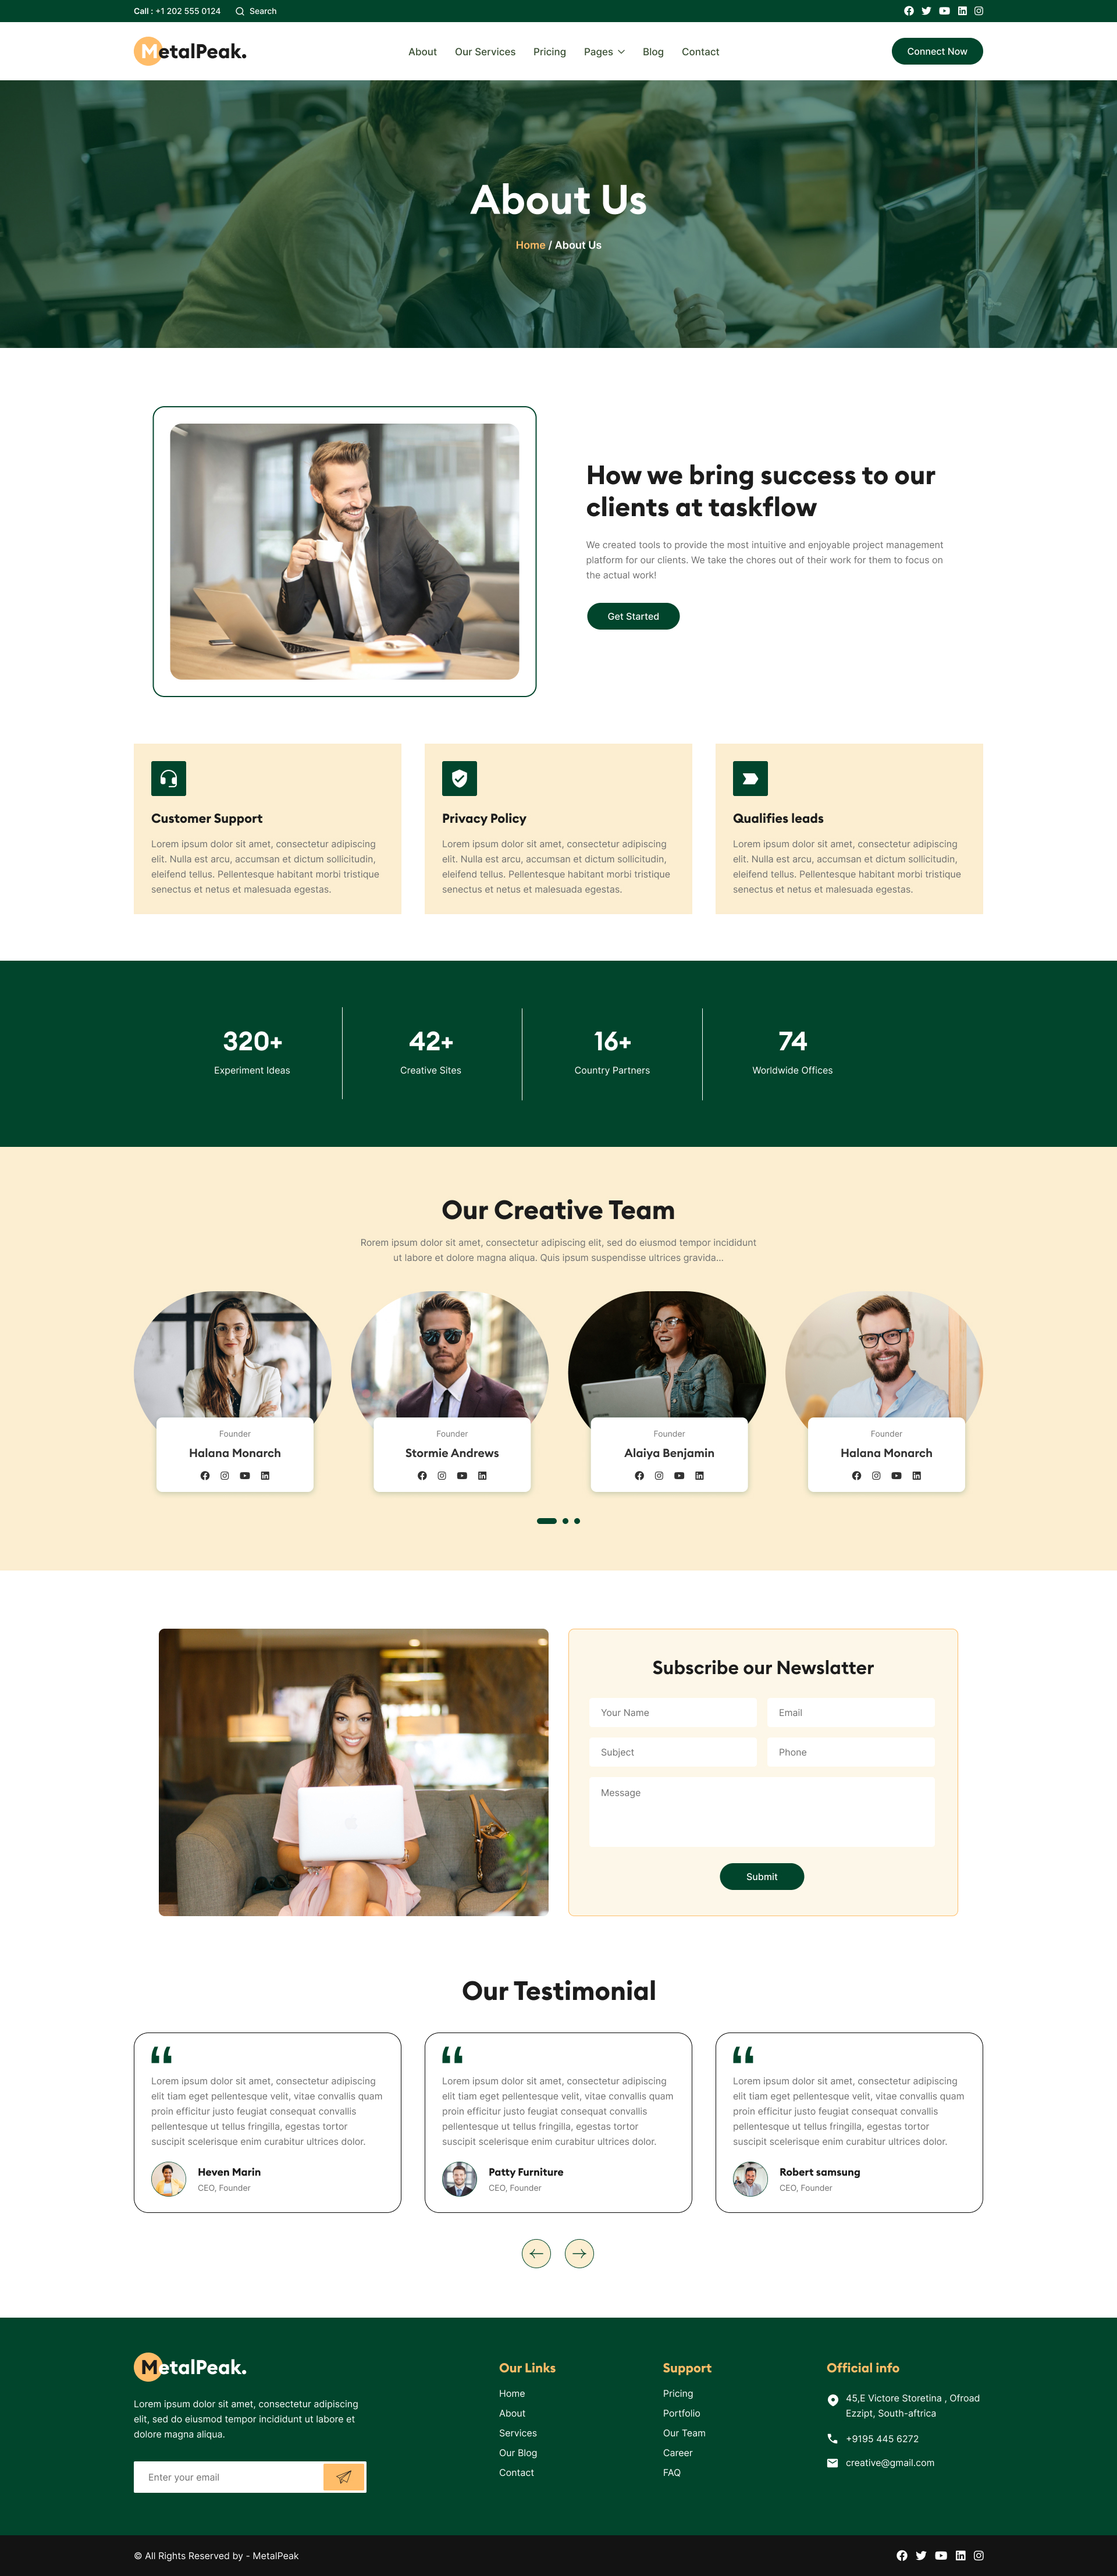 Call : +1 202 555 0124
Search
MetalPeak.
About
Our Services
Pricing
Pages
Blog
Contact
Connect Now
About Us
Home / About Us
How we bring success to our
clients at taskflow
We created tools to provide the most intuitive and enjoyable project management
platform for our clients. We take the chores out of their work for them to focus on
the actual work!
Get Started
Customer Support
Lorem ipsum dolor sit amet, consectetur adipiscing
elit. Nulla est arcu, accumsan et dictum sollicitudin,
eleifend tellus. Pellentesque habitant morbi tristique
senectus et netus et malesuada egestas.
Privacy Policy
Lorem ipsum dolor sit amet, consectetur adipiscing
elit. Nulla est arcu, accumsan et dictum sollicitudin,
eleifend tellus. Pellentesque habitant morbi tristique
senectus et netus et malesuada egestas.
Qualifies leads
Lorem ipsum dolor sit amet, consectetur adipiscing
elit. Nulla est arcu, accumsan et dictum sollicitudin,
eleifend tellus. Pellentesque habitant morbi tristique
senectus et netus et malesuada egestas.
320+
Experiment Ideas
42+
Creative Sites
16+
Country Partners
74
Worldwide Offices
Our Creative Team
Rorem ipsum dolor sit amet, consectetur adipiscing elit, sed do eiusmod tempor incididunt
ut labore et dolore magna aliqua. Quis ipsum suspendisse ultrices gravida...
Founder
Halana Monarch
Founder
Stormie Andrews
Founder
Alaiya Benjamin
Founder
Halana Monarch
Subscribe our Newslatter
Your Name
Email
Subject
Phone
Message
Submit
Our Testimonial
Lorem ipsum dolor sit amet, consectetur adipiscing
elit tiam eget pellentesque velit, vitae convallis quam
proin efficitur justo feugiat consequat convallis
pellentesque ut tellus fringilla, egestas tortor
suscipit scelerisque enim curabitur ultrices dolor.
Heven Marin
CEO, Founder
Lorem ipsum dolor sit amet, consectetur adipiscing
elit tiam eget pellentesque velit, vitae convallis quam
proin efficitur justo feugiat consequat convallis
pellentesque ut tellus fringilla, egestas tortor
suscipit scelerisque enim curabitur ultrices dolor.
Patty Furniture
CEO, Founder
Lorem ipsum dolor sit amet, consectetur adipiscing
elit tiam eget pellentesque velit, vitae convallis quam
proin efficitur justo feugiat consequat convallis
pellentesque ut tellus fringilla, egestas tortor
suscipit scelerisque enim curabitur ultrices dolor.
Robert samsung
CEO, Founder
MetalPeak.
Lorem ipsum dolor sit amet, consectetur adipiscing
elit, sed do eiusmod tempor incididunt ut labore et
dolore magna aliqua.
Enter your email
Our Links
Home
About
Services
Our Blog
Contact
Support
Pricing
Portfolio
Our Team
Career
FAQ
Official info
45,E Victore Storetina , Ofroad
Ezzipt, South-aftrica
+9195 445 6272
creative@gmail.com
© All Rights Reserved by - MetalPeak